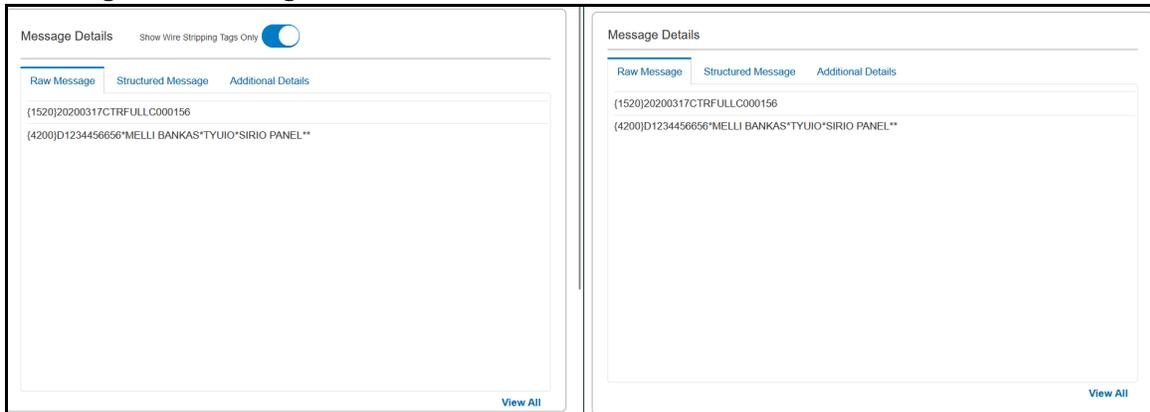 Message Details Show Wire Stripping Tags Only
Raw Message Structured Message Additional Details
{1520}20200317CTRFULLC000156
{4200}D1234456656*MELLI BANKAS*TYUIO*SIRIO PANEL**
View All
Message Details
Raw Message Structured Message Additional Details
{1520}20200317CTRFULLC000156
{4200}D1234456656*MELLI BANKAS*TYUIO*SIRIO PANEL**
View All